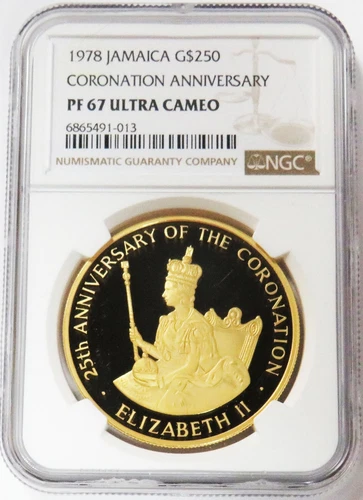 1978 JAMAICA G$250
CORONATION ANNIVERSARY
PF 67 ULTRA CAMEO
6865491-013
NUMISMATIC GUARANTY COMPANY NGC®
25th ANNIVERSARY OF THE CORONATION
• ELIZABETH II •